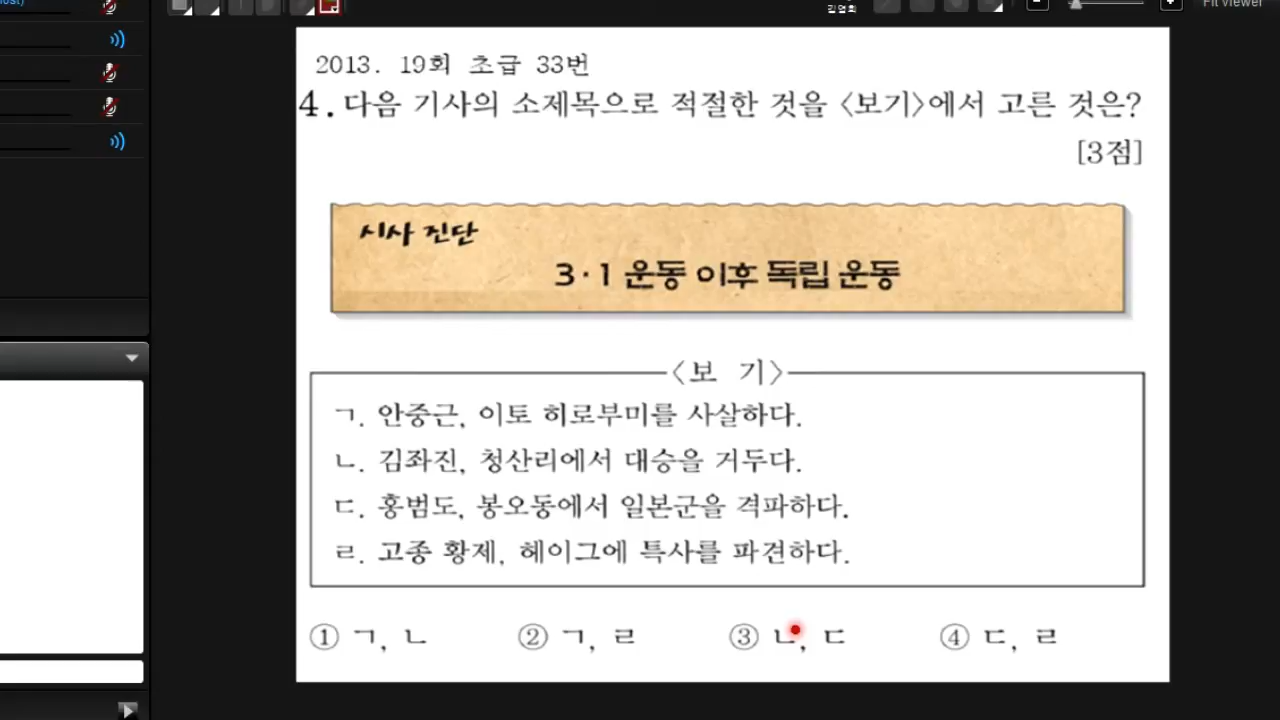 Fit Viewer
2013. 19회 초급 33번
4. 다음 기사의 소제목으로 적절한 것을 〈보기〉에서 고른 것은?
[3점]
시사 진단
3·1 운동 이후 독립 운동
〈보 기〉
ㄱ. 안중근, 이토 히로부미를 사살하다.
ㄴ. 김좌진, 청산리에서 대승을 거두다.
ㄷ. 홍범도, 봉오동에서 일본군을 격파하다.
ㄹ. 고종 황제, 헤이그에 특사를 파견하다.
① ㄱ, ㄴ ② ㄱ, ㄹ ③ ㄴ, ㄷ ④ ㄷ, ㄹ